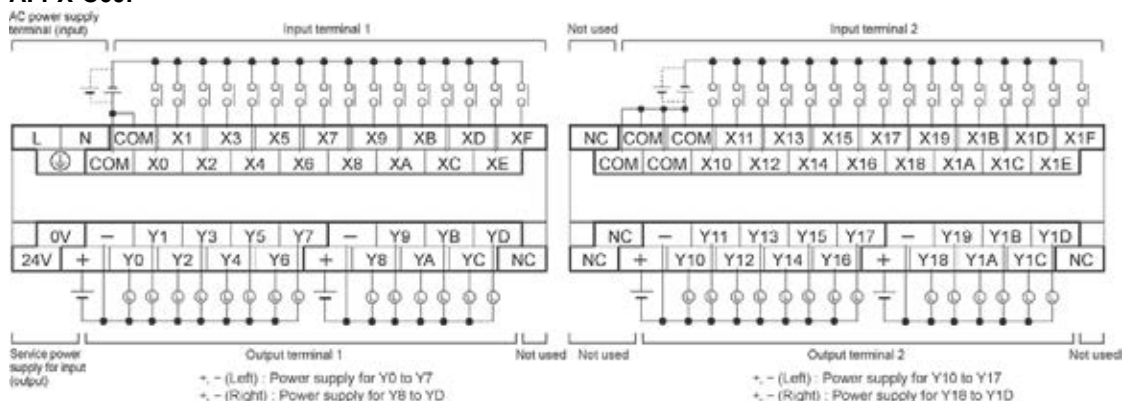 AC power supply
terminal (input)
Input terminal 1
Not used
Input terminal 2
L N COM X1 X3 X5 X7 X9 XB XD XF
COM X0 X2 X4 X6 X8 XA XC XE
NC COM COM X11 X13 X15 X17 X19 X1B X1D X1F
COM COM X10 X12 X14 X16 X18 X1A X1C X1E
0V − Y1 Y3 Y5 Y7 − Y9 YB YD
24V + Y0 Y2 Y4 Y6 + Y8 YA YC NC
NC − Y11 Y13 Y15 Y17 − Y19 Y1B Y1D
NC + Y10 Y12 Y14 Y16 + Y18 Y1A Y1C NC
L L L L L L L L L L L L L L
L L L L L L L L L L L L L L
Service power
supply for input
(output)
Output terminal 1
Not used
Not used
Output terminal 2
Not used
+, − (Left) : Power supply for Y0 to Y7
+, − (Right) : Power supply for Y8 to YD
+, − (Left) : Power supply for Y10 to Y17
+, − (Right) : Power supply for Y18 to Y1D